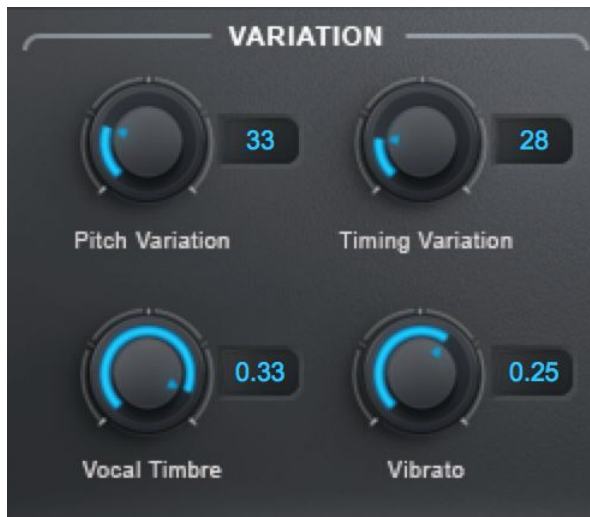 VARIATION
33
28
Pitch Variation
Timing Variation
0.33
0.25
Vocal Timbre
Vibrato